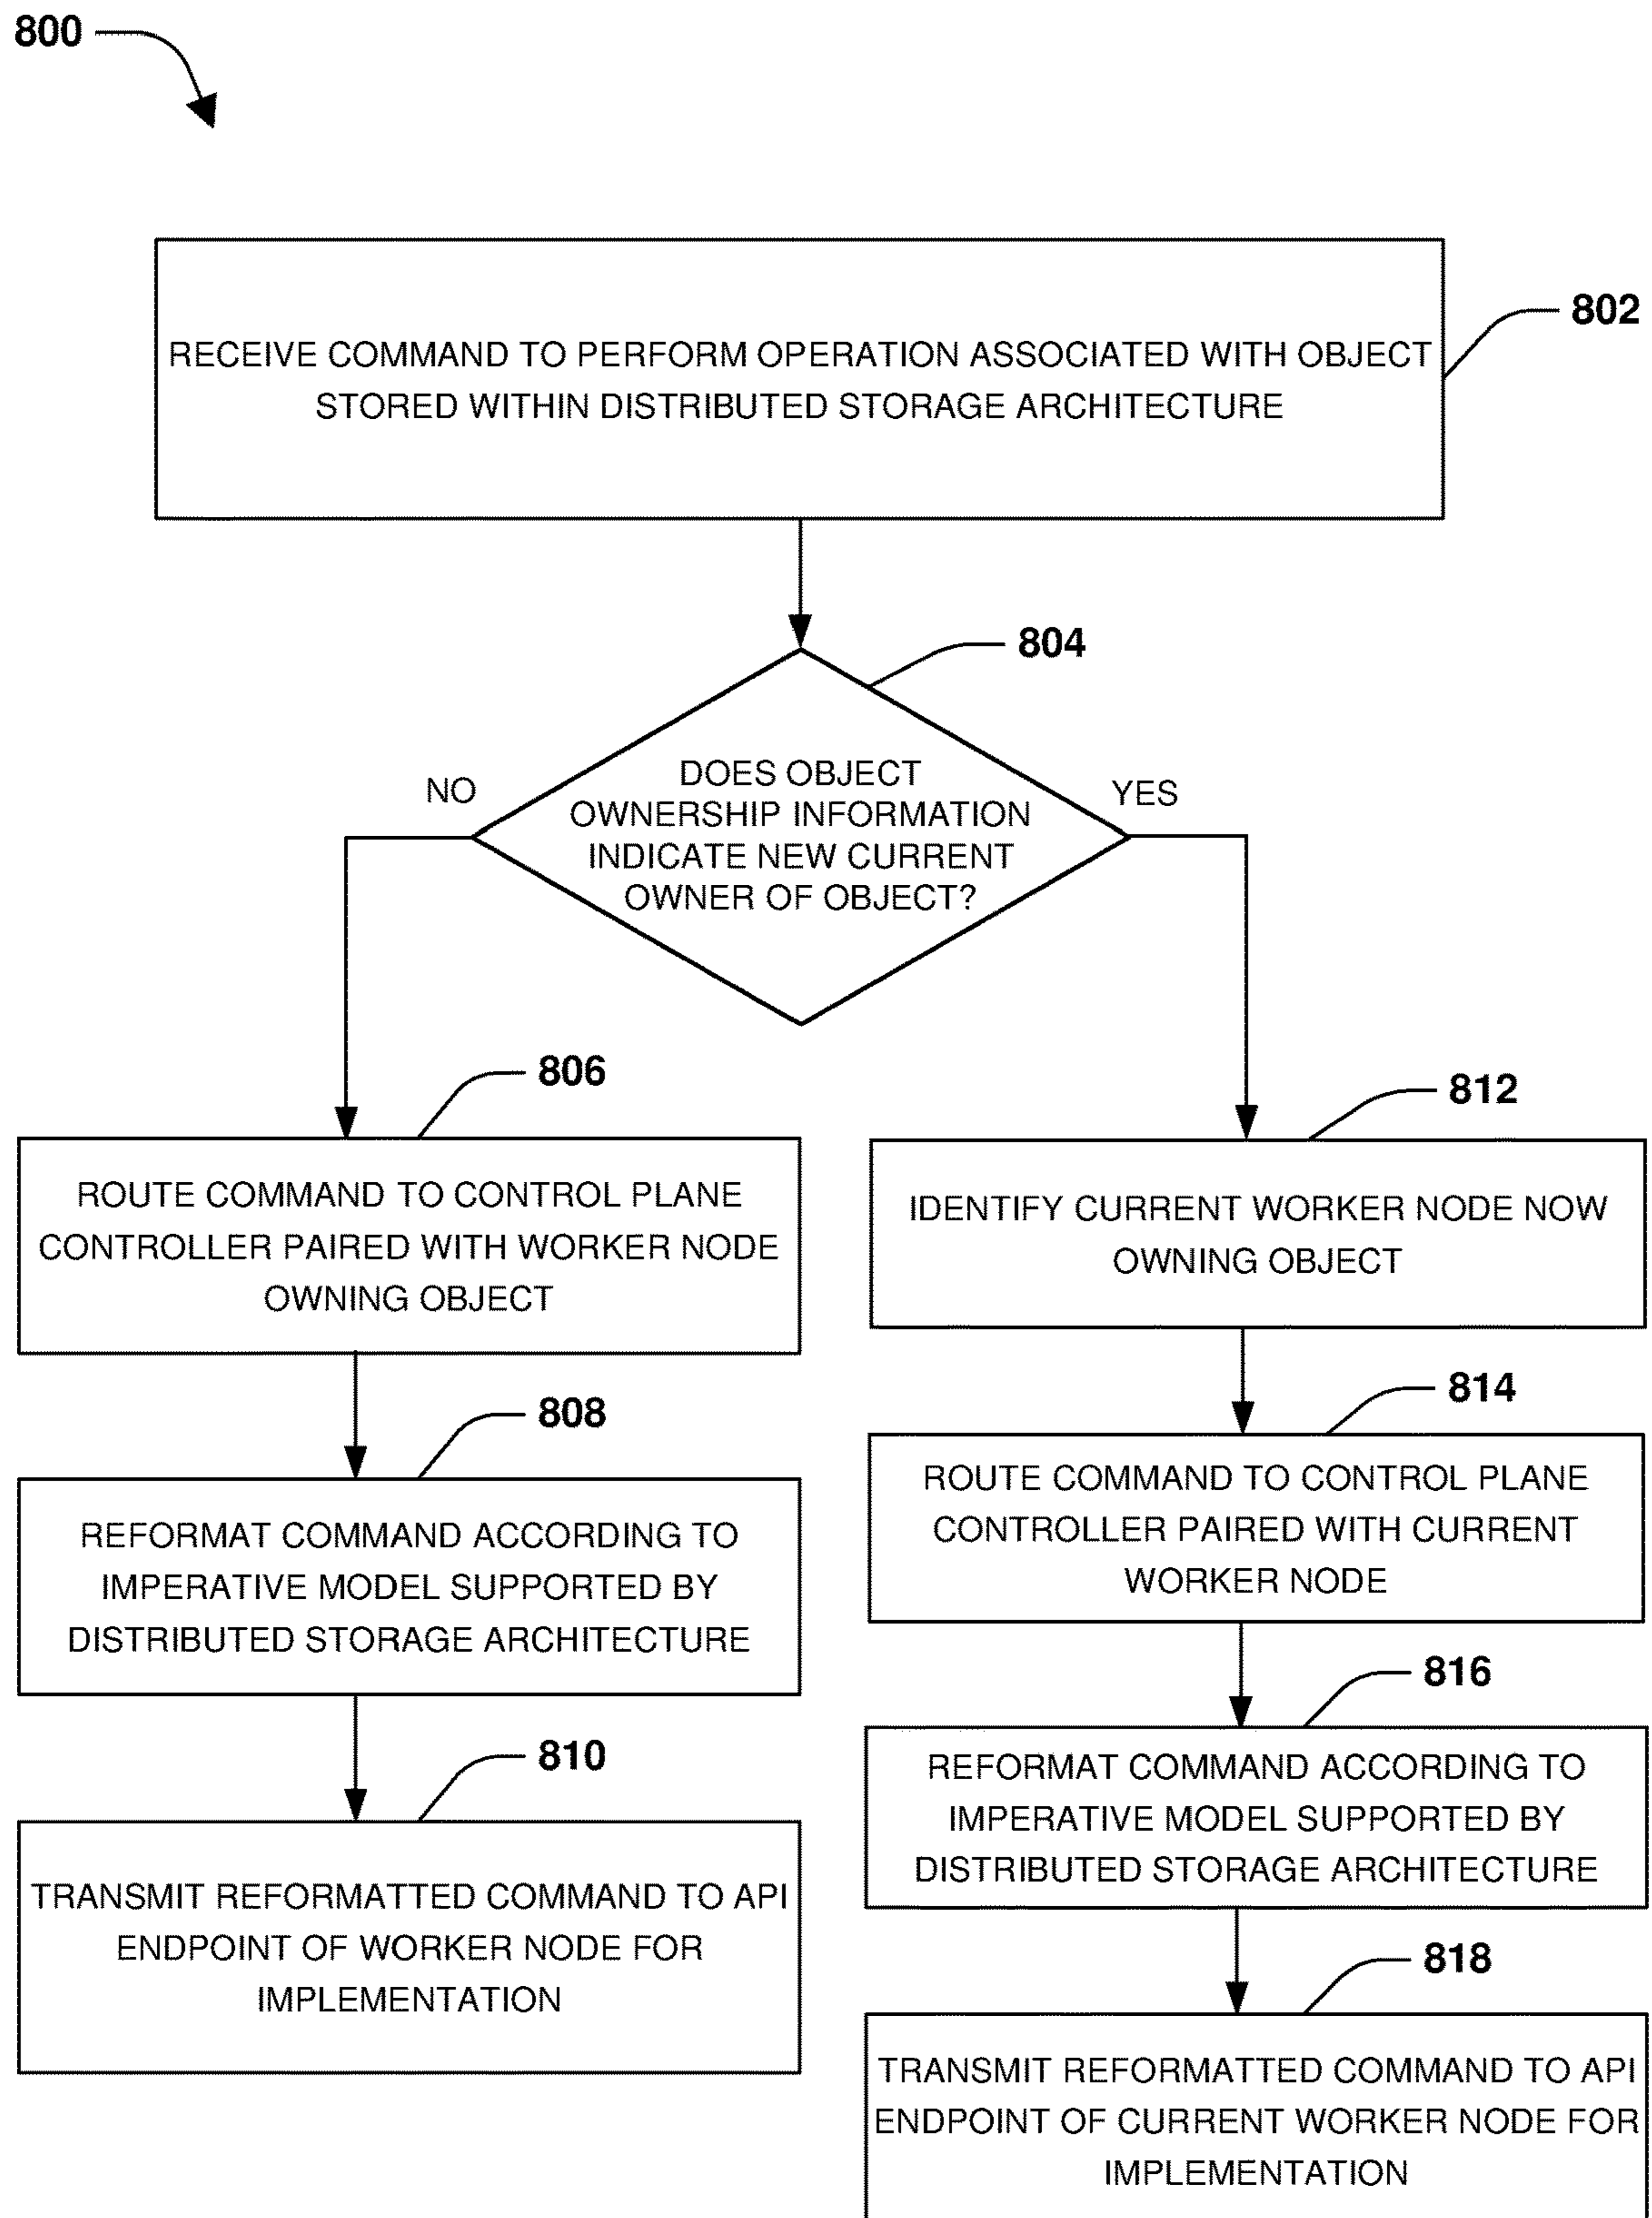 800
802
RECEIVE COMMAND TO PERFORM OPERATION ASSOCIATED WITH OBJECT
STORED WITHIN DISTRIBUTED STORAGE ARCHITECTURE
804
NO
YES
DOES OBJECT
OWNERSHIP INFORMATION
INDICATE NEW CURRENT
OWNER OF OBJECT?
806
ROUTE COMMAND TO CONTROL PLANE
CONTROLLER PAIRED WITH WORKER NODE
OWNING OBJECT
808
REFORMAT COMMAND ACCORDING TO
IMPERATIVE MODEL SUPPORTED BY
DISTRIBUTED STORAGE ARCHITECTURE
810
TRANSMIT REFORMATTED COMMAND TO API
ENDPOINT OF WORKER NODE FOR
IMPLEMENTATION
812
IDENTIFY CURRENT WORKER NODE NOW
OWNING OBJECT
814
ROUTE COMMAND TO CONTROL PLANE
CONTROLLER PAIRED WITH CURRENT
WORKER NODE
816
REFORMAT COMMAND ACCORDING TO
IMPERATIVE MODEL SUPPORTED BY
DISTRIBUTED STORAGE ARCHITECTURE
818
TRANSMIT REFORMATTED COMMAND TO API
ENDPOINT OF CURRENT WORKER NODE FOR
IMPLEMENTATION